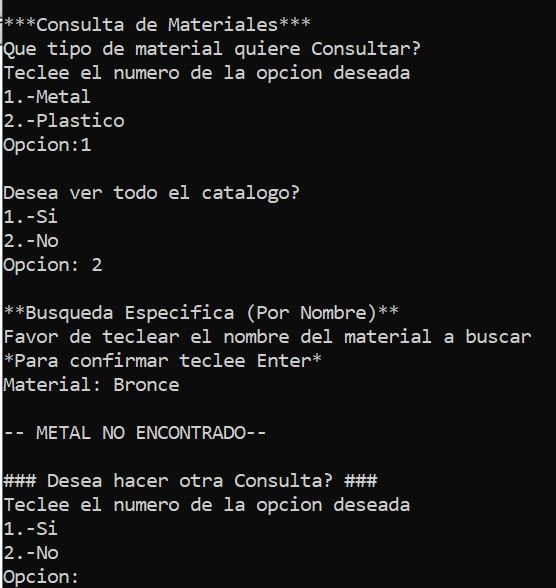 ***Consulta de Materiales***
Que tipo de material quiere Consultar?
Teclee el numero de la opcion deseada
1.-Metal
2.-Plastico
Opcion:1
Desea ver todo el catalogo?
1.-Si
2.-No
Opcion: 2
**Busqueda Especifica (Por Nombre)**
Favor de teclear el nombre del material a buscar
*Para confirmar teclee Enter*
Material: Bronce
-- METAL NO ENCONTRADO--
### Desea hacer otra Consulta? ###
Teclee el numero de la opcion deseada
1.-Si
2.-No
Opcion: